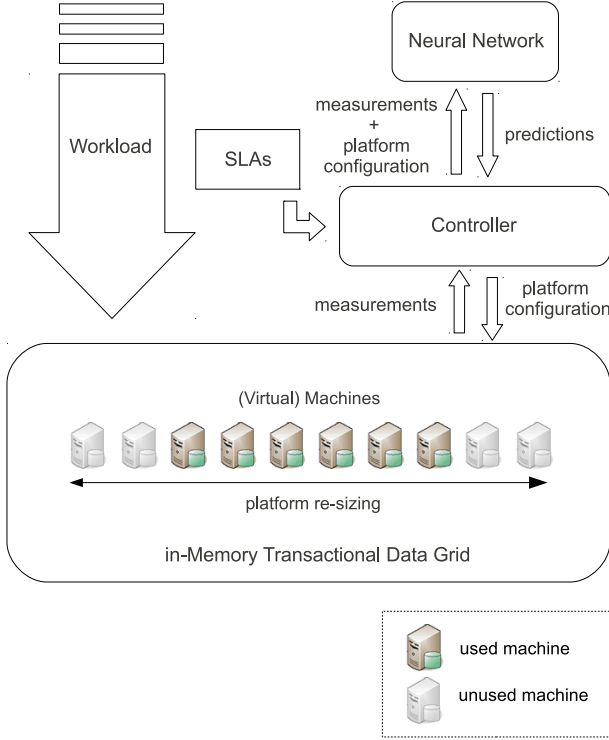 Neural Network
measurements
+
platform
configuration
predictions
Workload
SLAs
Controller
measurements
platform
configuration
(Virtual) Machines
platform re-sizing
in-Memory Transactional Data Grid
used machine
unused machine